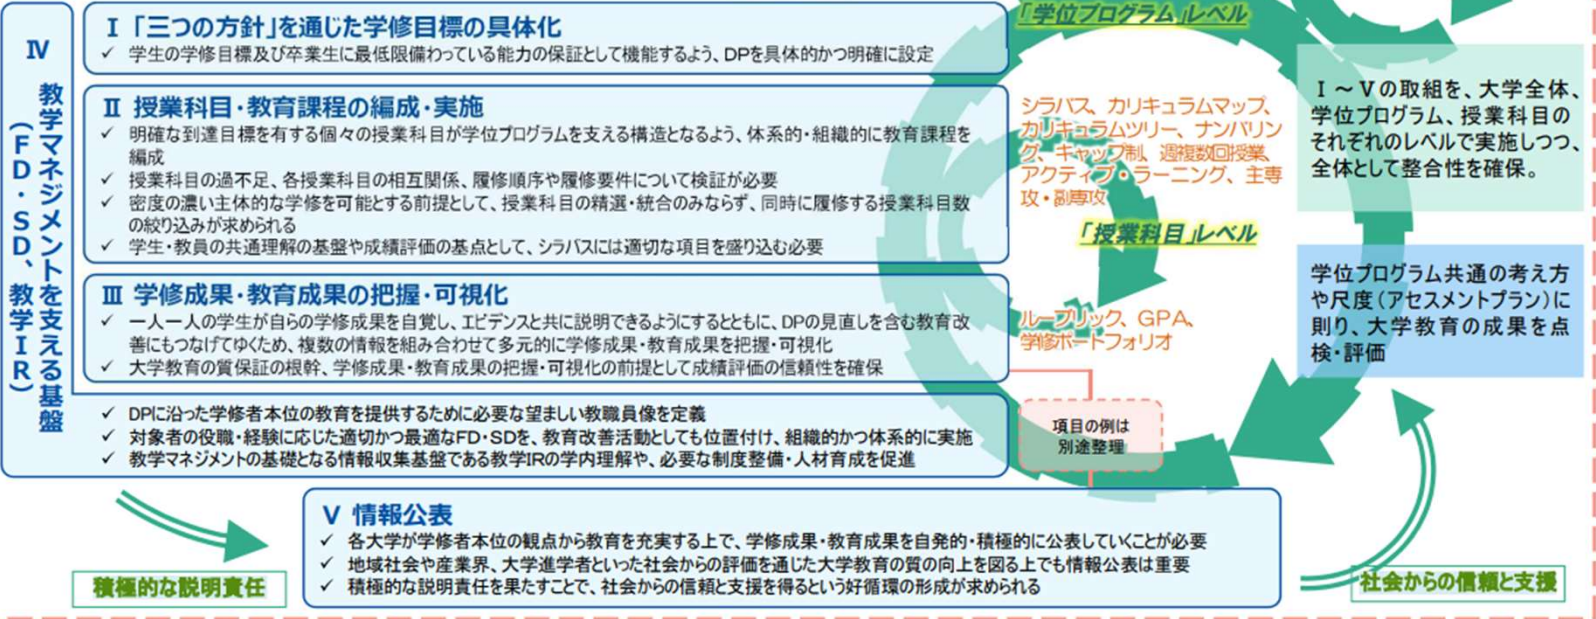 Ⅳ
教学マネジメントを支える基盤
(FD・SD、教学IR)
Ⅰ 「三つの方針」を通じた学修目標の具体化
✓ 学生の学修目標及び卒業生に最低限備わっている能力の保証として機能するよう、DPを具体的かつ明確に設定
Ⅱ 授業科目・教育課程の編成・実施
✓ 明確な到達目標を有する個々の授業科目が学位プログラムを支える構造となるよう、体系的・組織的に教育課程を
編成
✓ 授業科目の過不足、各授業科目の相互関係、履修順序や履修要件について検証が必要
✓ 密度の濃い主体的な学修を可能とする前提として、授業科目の精選・統合のみならず、同時に履修する授業科目数
の絞り込みが求められる
✓ 学生・教員の共通理解の基盤や成績評価の基点として、シラバスには適切な項目を盛り込む必要
Ⅲ 学修成果・教育成果の把握・可視化
✓ 一人一人の学生が自らの学修成果を自覚し、エビデンスと共に説明できるようにするとともに、DPの見直しを含む教育改
善にもつなげてゆくため、複数の情報を組み合わせて多元的に学修成果・教育成果を把握・可視化
✓ 大学教育の質保証の根幹、学修成果・教育成果の把握・可視化の前提として成績評価の信頼性を確保
✓ DPに沿った学修者本位の教育を提供するために必要な望ましい教職員像を定義
✓ 対象者の役職・経験に応じた適切かつ最適なFD・SDを、教育改善活動としても位置付け、組織的かつ体系的に実施
✓ 教学マネジメントの基礎となる情報収集基盤である教学IRの学内理解や、必要な制度整備・人材育成を促進
「学位プログラム」レベル
シラバス、カリキュラムマップ、
カリキュラムツリー、ナンバリン
グ、キャップ制、週複数回授業、
アクティブ・ラーニング、主専
攻・副専攻
「授業科目」レベル
ルーブリック、GPA、
学修ポートフォリオ
項目の例は
別途整理
Ⅰ~Ⅴの取組を、大学全体、
学位プログラム、授業科目の
それぞれのレベルで実施しつつ、
全体として整合性を確保。
学位プログラム共通の考え方
や尺度(アセスメントプラン)に
則り、大学教育の成果を点
検・評価
Ⅴ 情報公表
✓ 各大学が学修者本位の観点から教育を充実する上で、学修成果・教育成果を自発的・積極的に公表していくことが必要
✓ 地域社会や産業界、大学進学者といった社会からの評価を通じた大学教育の質の向上を図る上でも情報公表は重要
✓ 積極的な説明責任を果たすことで、社会からの信頼と支援を得るという好循環の形成が求められる
積極的な説明責任
社会からの信頼と支援